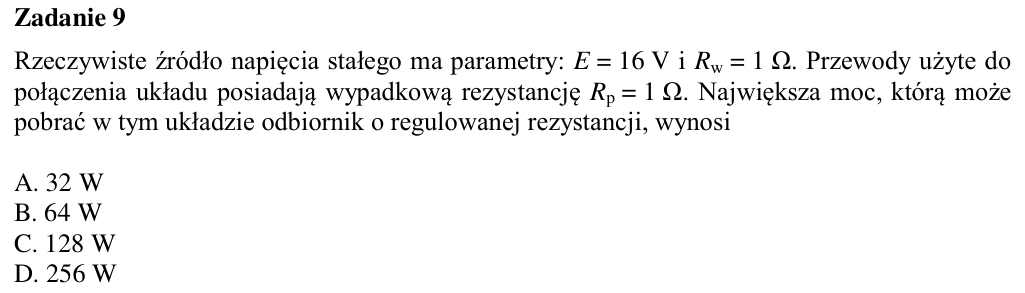 Zadanie 9
Rzeczywiste źródło napięcia stałego ma parametry: E = 16 V i Rw = 1 Ω. Przewody użyte do
połączenia układu posiadają wypadkową rezystancję Rp = 1 Ω. Największa moc, którą może
pobrać w tym układzie odbiornik o regulowanej rezystancji, wynosi
A. 32 W
B. 64 W
C. 128 W
D. 256 W